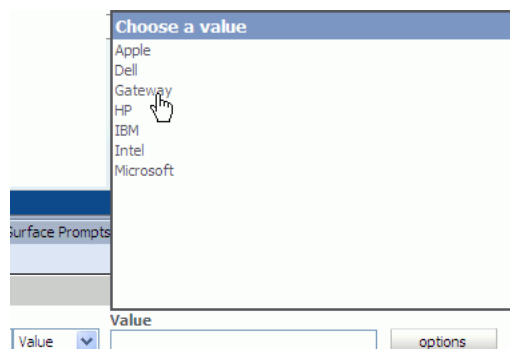 Choose a value
Apple
Dell
Gateway
HP
IBM
Intel
Microsoft
Surface Prompts
Value
Value
options